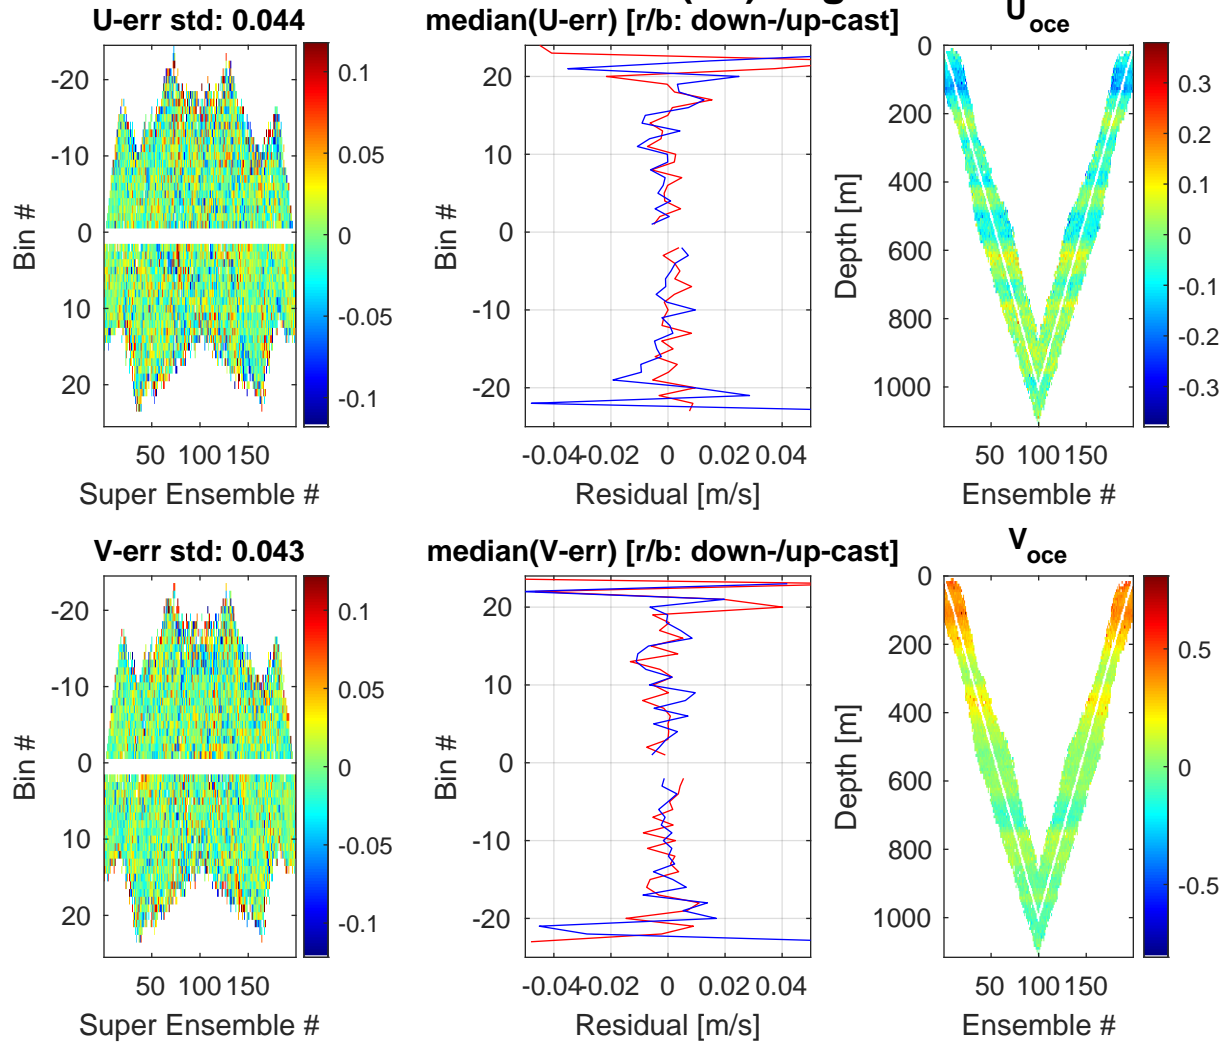 U-err std: 0.044
median(U-err) [r/b: down-/up-cast]
U_oce
-20
-10
0
10
20
Bin #
50 100 150
Super Ensemble #
0.1
0.05
0
-0.05
-0.1
20
10
0
-10
-20
Bin #
-0.04 -0.02 0 0.02 0.04
Residual [m/s]
0
200
400
600
800
1000
Depth [m]
50 100 150
Ensemble #
0.3
0.2
0.1
0
-0.1
-0.2
-0.3
V-err std: 0.043
median(V-err) [r/b: down-/up-cast]
V_oce
-20
-10
0
10
20
Bin #
50 100 150
Super Ensemble #
0.1
0.05
0
-0.05
-0.1
20
10
0
-10
-20
Bin #
-0.04 -0.02 0 0.02 0.04
Residual [m/s]
0
200
400
600
800
1000
Depth [m]
50 100 150
Ensemble #
0.5
0
-0.5